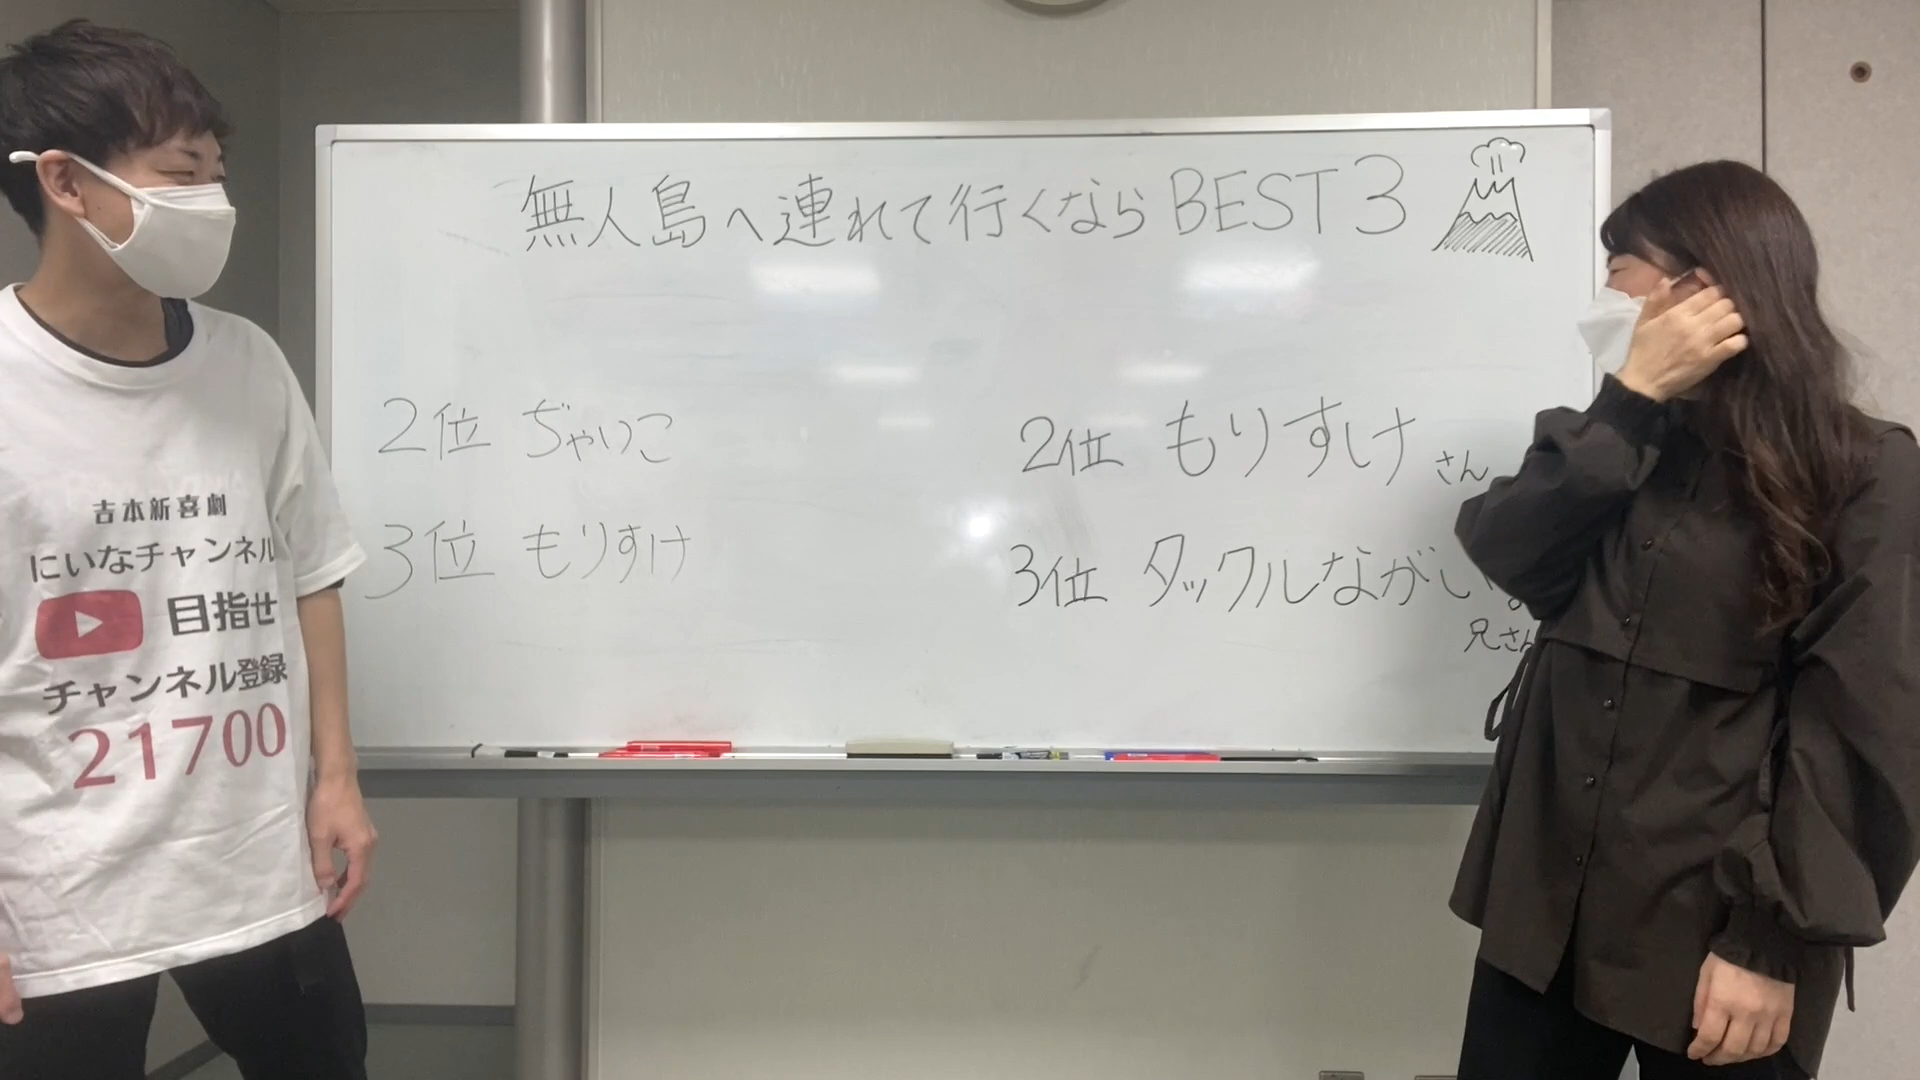 無人島へ連れて行くならBEST3
2位 ぢゃいこ
3位 もりすけ
2位 もりすけさん
3位 タックルながい
兄さん
吉本新喜劇
にいなチャンネル
目指せ
チャンネル登録
21700